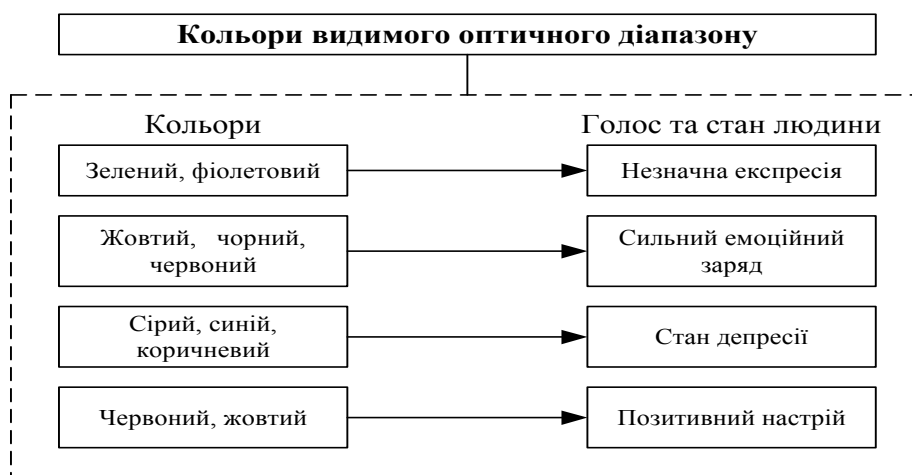 Кольори видимого оптичного діапазону
Кольори
Голос та стан людини
Зелений, фіолетовий
Незначна експресія
Жовтий, чорний,
червоний
Сильний емоційний
заряд
Сірий, синій,
коричневий
Стан депресії
Червоний, жовтий
Позитивний настрій